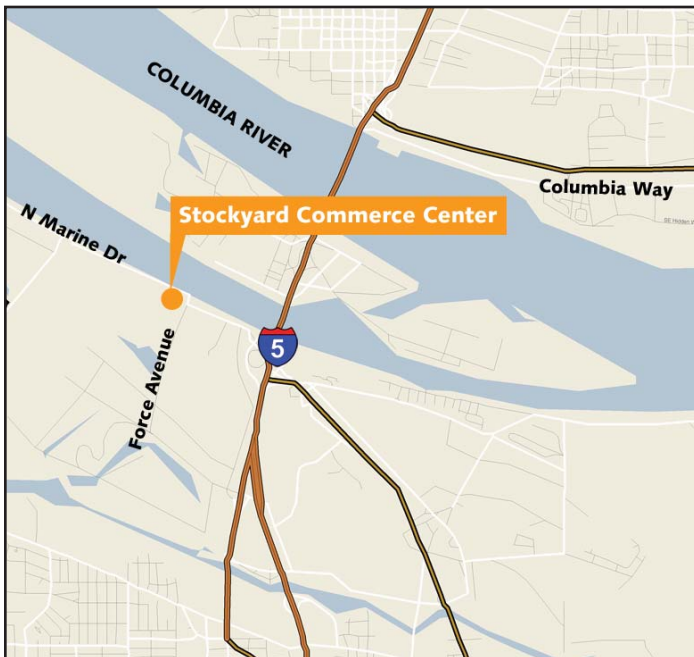 COLUMBIA RIVER
Columbia Way
Stockyard Commerce Center
N Marine Dr
5
Force Avenue